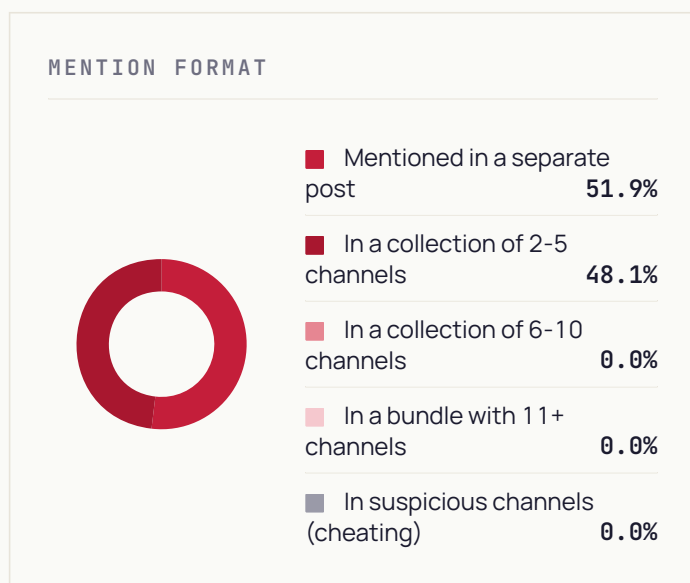 MENTION FORMAT
Mentioned in a separate
post 51.9%
In a collection of 2-5
channels 48.1%
In a collection of 6-10
channels 0.0%
In a bundle with 11+
channels 0.0%
In suspicious channels
(cheating) 0.0%